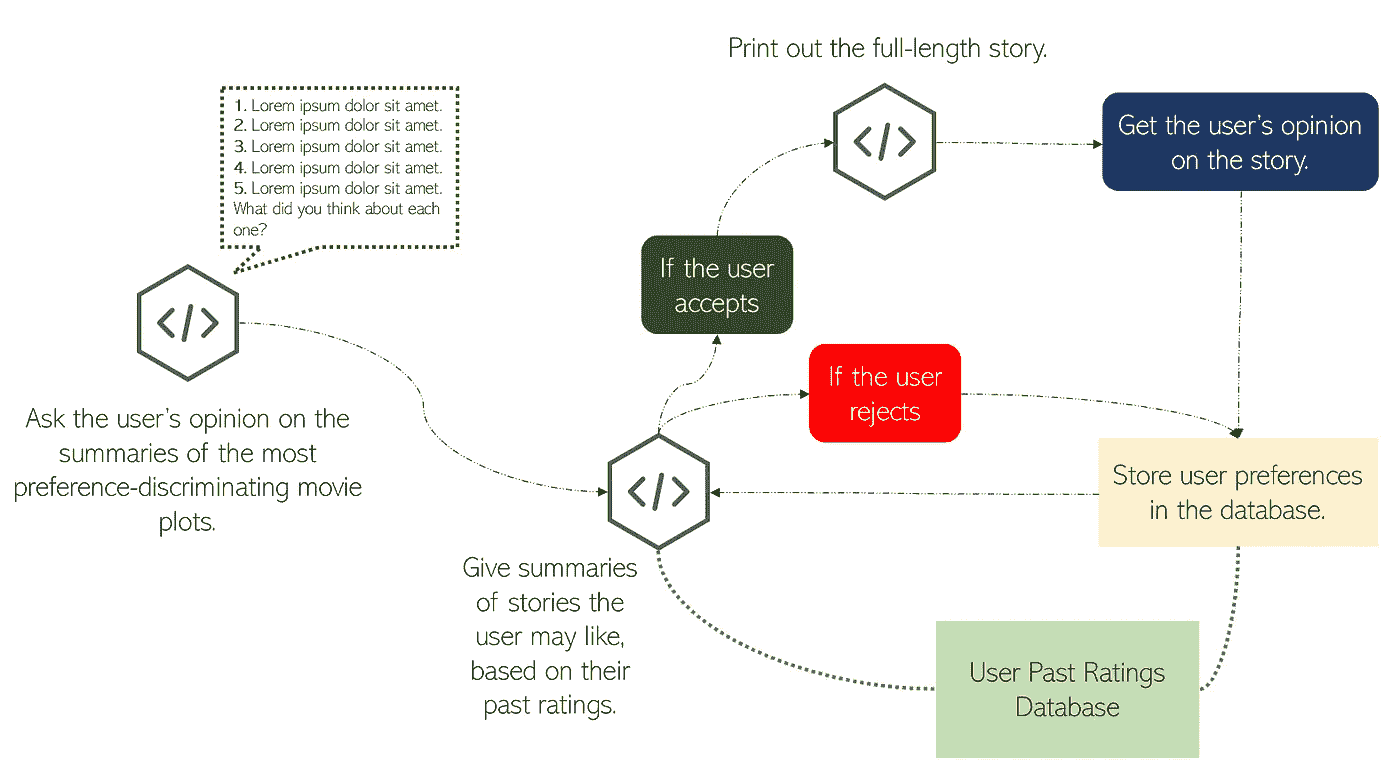 Print out the full-length story.
1. Lorem ipsum dolor sit amet.
2. Lorem ipsum dolor sit amet.
3. Lorem ipsum dolor sit amet.
4. Lorem ipsum dolor sit amet.
5. Lorem ipsum dolor sit amet.
What did you think about each
one?
</>
</>
Get the user's opinion
on the story.
If the user
accepts
</>
Ask the user's opinion on the
summaries of the most
preference-discriminating movie
plots.
If the user
rejects
</>
Give summaries
of stories the
user may like,
based on their
past ratings.
Store user preferences
in the database.
User Past Ratings
Database